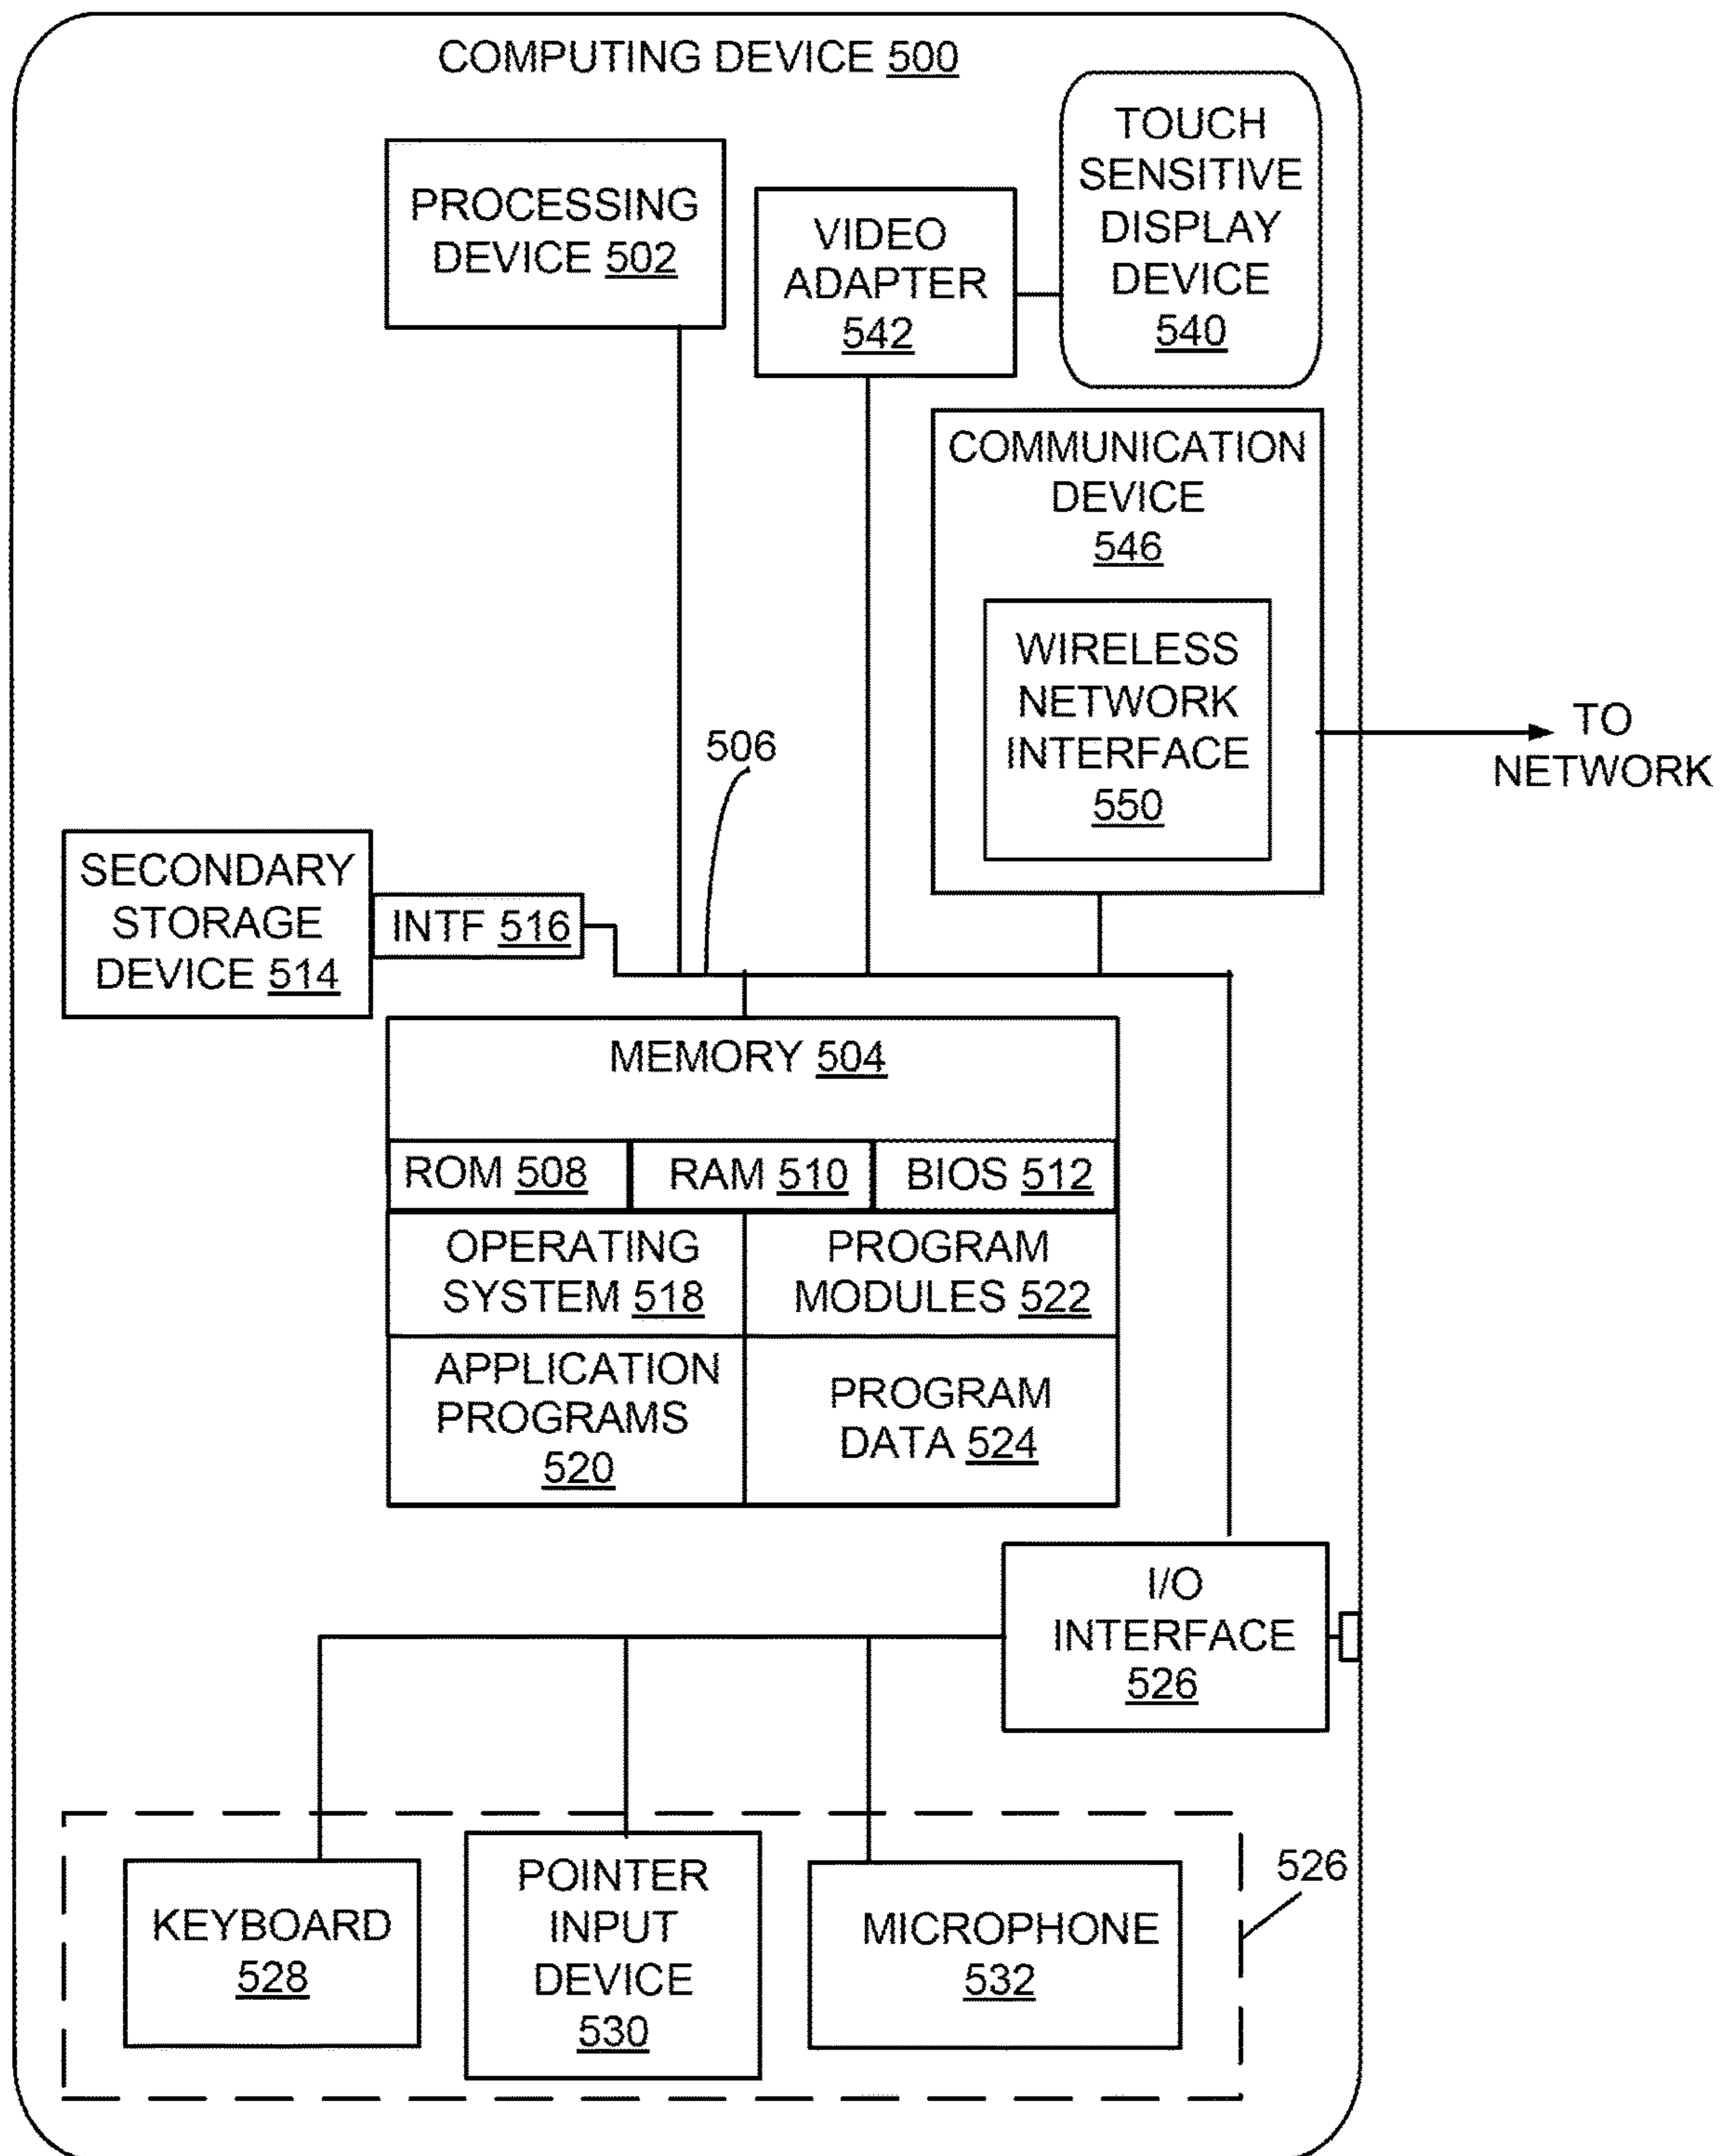 COMPUTING DEVICE 500
PROCESSING
DEVICE 502
VIDEO
ADAPTER
542
TOUCH
SENSITIVE
DISPLAY
DEVICE
540
COMMUNICATION
DEVICE
546
WIRELESS
NETWORK
INTERFACE
550
TO
NETWORK
506
SECONDARY
STORAGE
DEVICE 514
INTF 516
MEMORY 504
ROM 508
RAM 510
BIOS 512
OPERATING
SYSTEM 518
PROGRAM
MODULES 522
APPLICATION
PROGRAMS
520
PROGRAM
DATA 524
I/O
INTERFACE
526
KEYBOARD
528
POINTER
INPUT
DEVICE
530
MICROPHONE
532
526